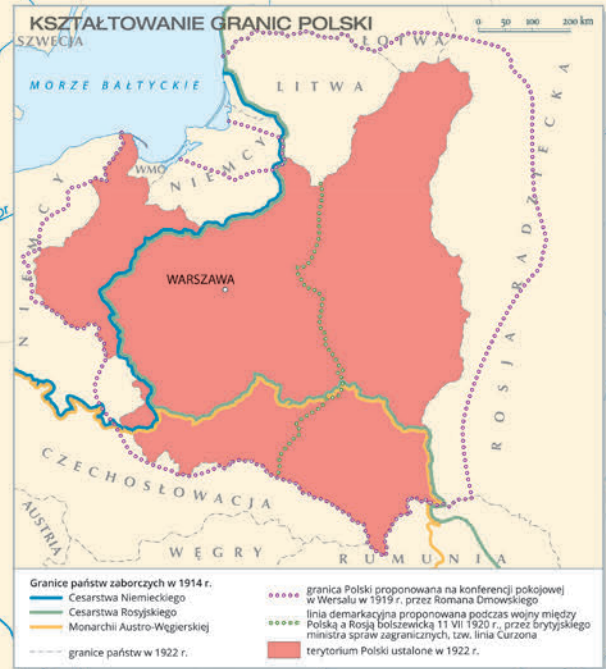 KSZTAŁTOWANIE GRANIC POLSKI
0 50 100 200 km
SZWECJA
ŁOTWA
MORZE BAŁTYCKIE
LITWA
WMG
NIEMCY
NIEMCY
WARSZAWA
ROSJA RADZIECKA
CZECHOSŁOWACJA
AUSTRIA
WĘGRY
RUMUNIA
Granice państw zaborczych w 1914 r.
Cesarstwa Niemieckiego
Cesarstwa Rosyjskiego
Monarchii Austro-Węgierskiej
granice państw w 1922 r.
granica Polski proponowana na konferencji pokojowej
w Wersalu w 1919 r. przez Romana Dmowskiego
linia demarkacyjna proponowana podczas wojny między
Polską a Rosją bolszewicką 11 VII 1920 r., przez brytyjskiego
ministra spraw zagranicznych, tzw. linia Curzona
terytorium Polski ustalone w 1922 r.